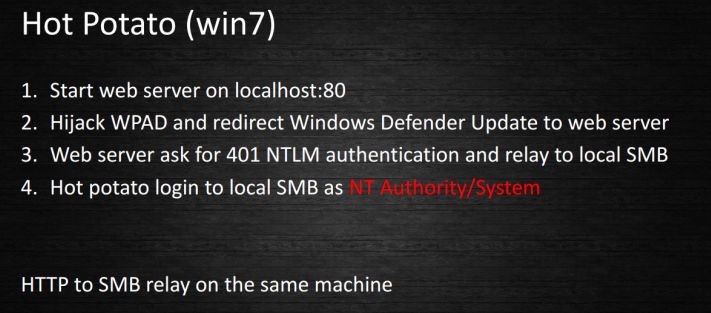 Hot Potato (win7)
1. Start web server on localhost:80
2. Hijack WPAD and redirect Windows Defender Update to web server
3. Web server ask for 401 NTLM authentication and relay to local SMB
4. Hot potato login to local SMB as NT Authority/System
HTTP to SMB relay on the same machine